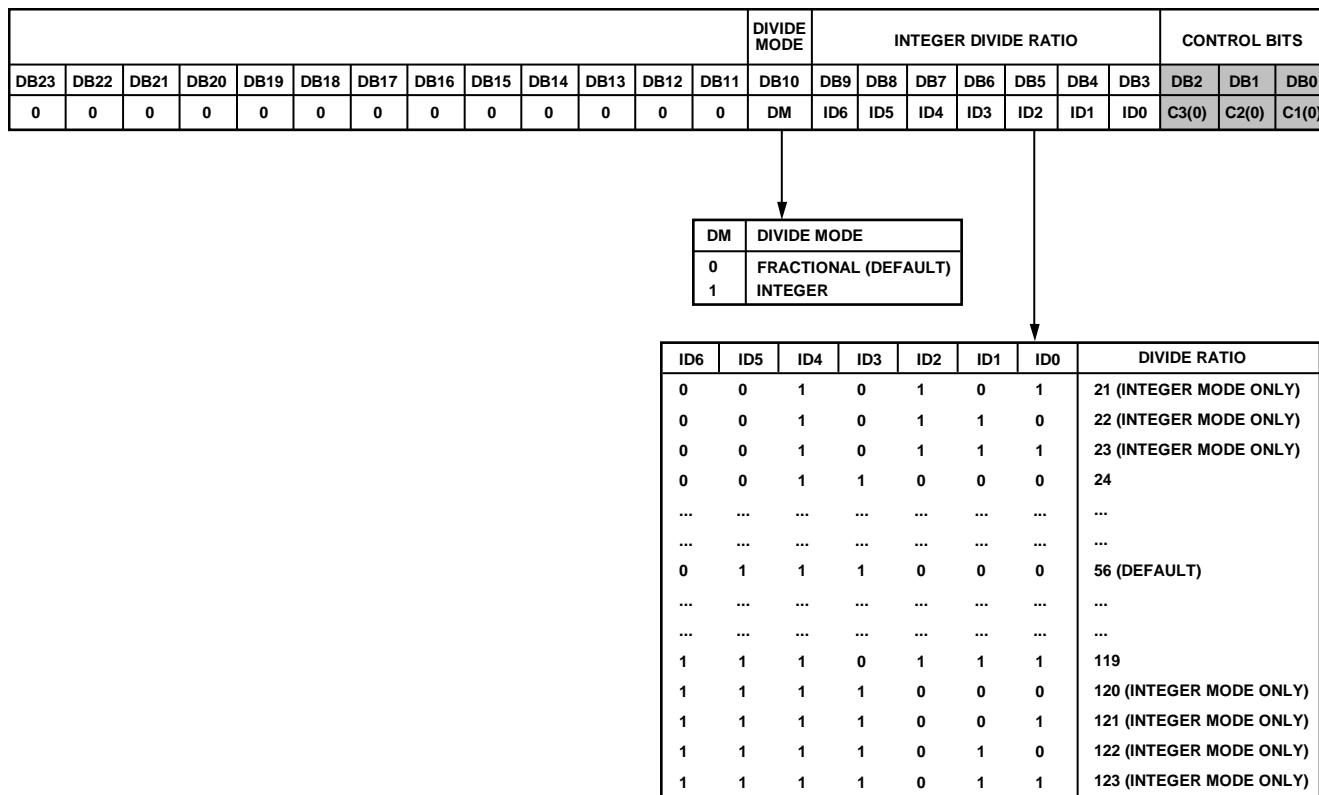 DIVIDE MODE INTEGER DIVIDE RATIO CONTROL BITS
DB23 DB22 DB21 DB20 DB19 DB18 DB17 DB16 DB15 DB14 DB13 DB12 DB11 DB10 DB9 DB8 DB7 DB6 DB5 DB4 DB3 DB2 DB1 DB0
0 0 0 0 0 0 0 0 0 0 0 0 0 DM ID6 ID5 ID4 ID3 ID2 ID1 ID0 C3(0) C2(0) C1(0)
DM DIVIDE MODE
0 FRACTIONAL (DEFAULT)
1 INTEGER
ID6 ID5 ID4 ID3 ID2 ID1 ID0 DIVIDE RATIO
0 0 1 0 1 0 1 21 (INTEGER MODE ONLY)
0 0 1 0 1 1 0 22 (INTEGER MODE ONLY)
0 0 1 0 1 1 1 23 (INTEGER MODE ONLY)
0 0 1 1 0 0 0 24
... ... ... ... ... ... ... ...
... ... ... ... ... ... ... ...
0 1 1 1 0 0 0 56 (DEFAULT)
... ... ... ... ... ... ... ...
... ... ... ... ... ... ... ...
1 1 1 0 1 1 1 119
1 1 1 1 0 0 0 120 (INTEGER MODE ONLY)
1 1 1 1 0 0 1 121 (INTEGER MODE ONLY)
1 1 1 1 0 1 0 122 (INTEGER MODE ONLY)
1 1 1 1 0 1 1 123 (INTEGER MODE ONLY)